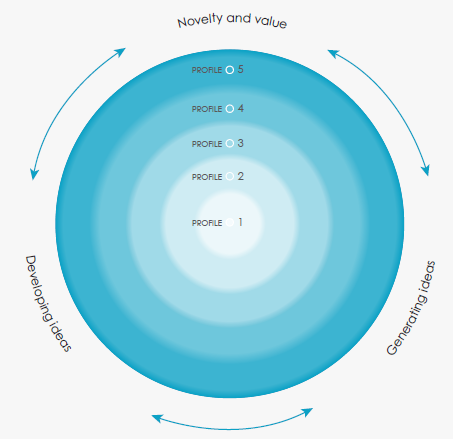 Novelty and value
PROFILE 5
PROFILE 4
PROFILE 3
PROFILE 2
PROFILE 1
Developing ideas
Generating ideas